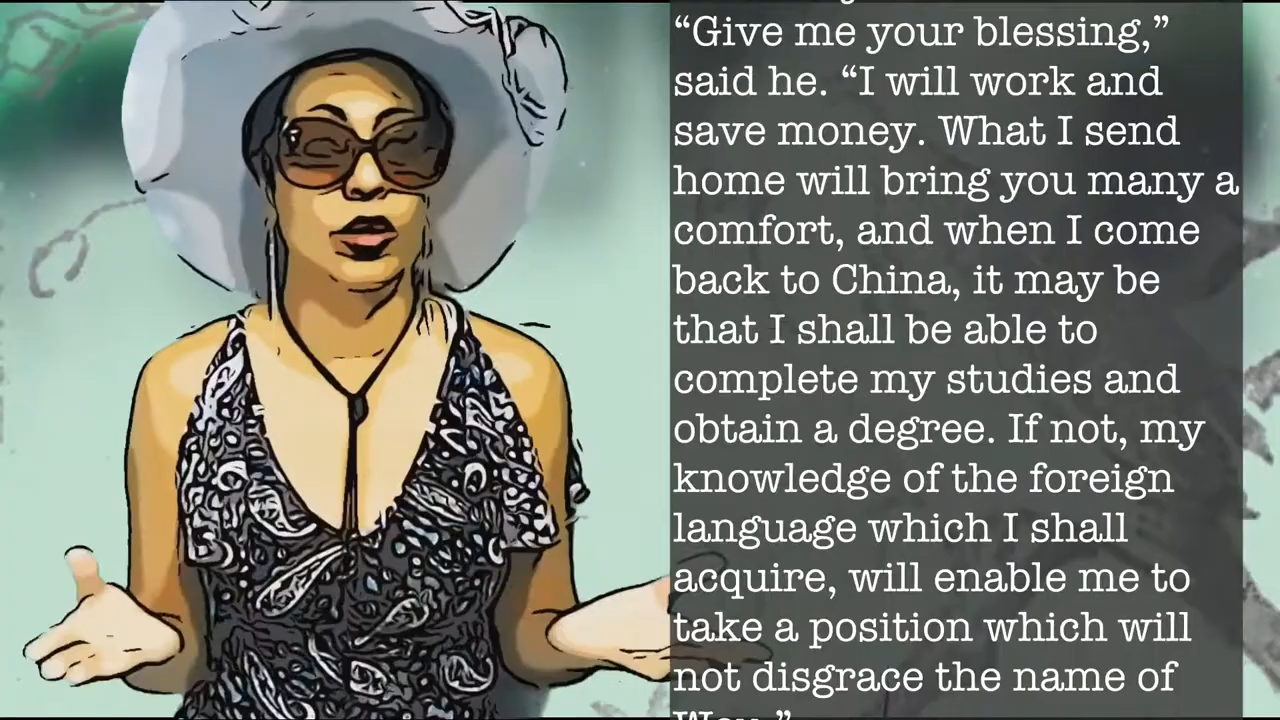 “Give me your blessing,”
said he. “I will work and
save money. What I send
home will bring you many a
comfort, and when I come
back to China, it may be
that I shall be able to
complete my studies and
obtain a degree. If not, my
knowledge of the foreign
language which I shall
acquire, will enable me to
take a position which will
not disgrace the name of